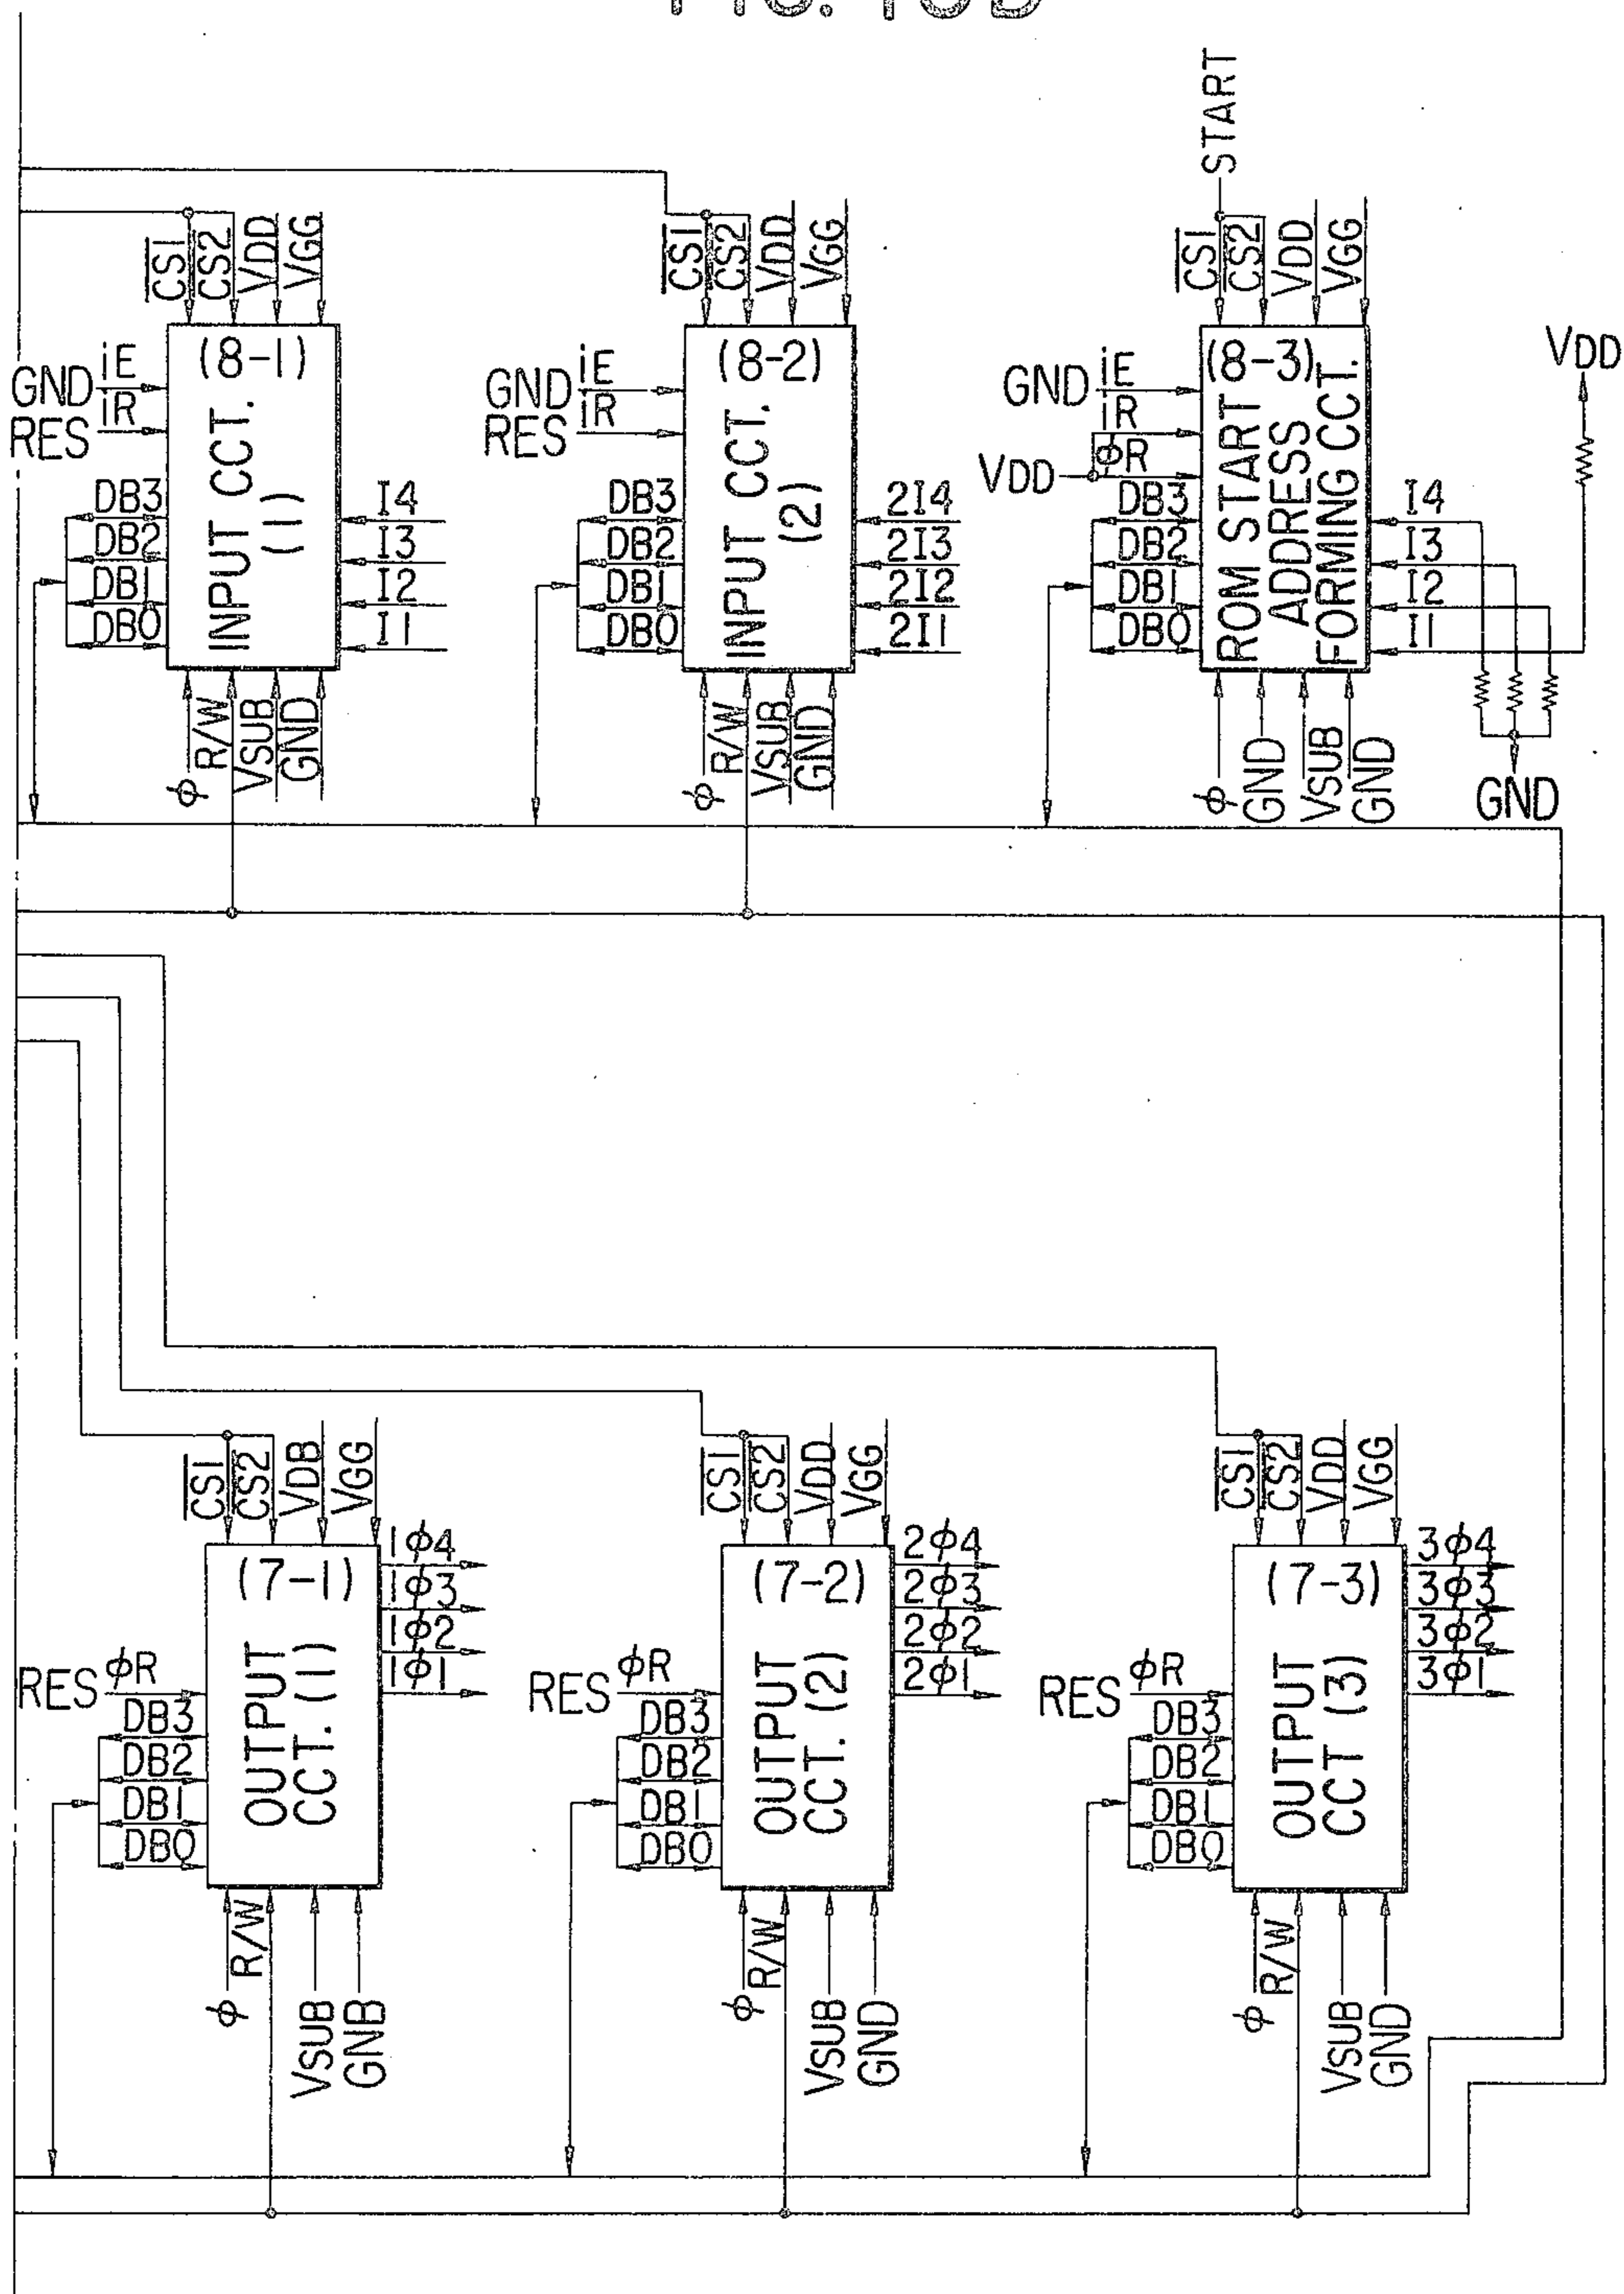 FIG. 10D
START
CS1
CS2
VDD
VGG
GND iE
RES iR
(8-1)
INPUT CCT.
(1)
DB3
DB2
DB1
DB0
I4
I3
I2
I1
φ
R/W
VSUB
GND
CS1
CS2
VDD
VGG
GND iE
RES iR
(8-2)
INPUT CCT.
(2)
DB3
DB2
DB1
DB0
2I4
2I3
2I2
2I1
φ
R/W
VSUB
GND
CS1
CS2
VDD
VGG
GND iE
iR
VDD φR
(8-3)
ROM START
ADDRESS
FORMING CCT.
DB3
DB2
DB1
DB0
I4
I3
I2
I1
VDD
GND
φ
GND
VSUB
GND
CS1
CS2
VDB
VGG
(7-1)
OUTPUT
CCT. (1)
RES φR
DB3
DB2
DB1
DB0
1φ4
1φ3
1φ2
1φ1
φ
R/W
VSUB
GNB
CS1
CS2
VDD
VGG
(7-2)
OUTPUT
CCT. (2)
RES φR
DB3
DB2
DB1
DB0
2φ4
2φ3
2φ2
2φ1
φ
R/W
VSUB
GND
CS1
CS2
VDD
VGG
(7-3)
OUTPUT
CCT (3)
RES φR
DB3
DB2
DB1
DB0
3φ4
3φ3
3φ2
3φ1
φ
R/W
VSUB
GND